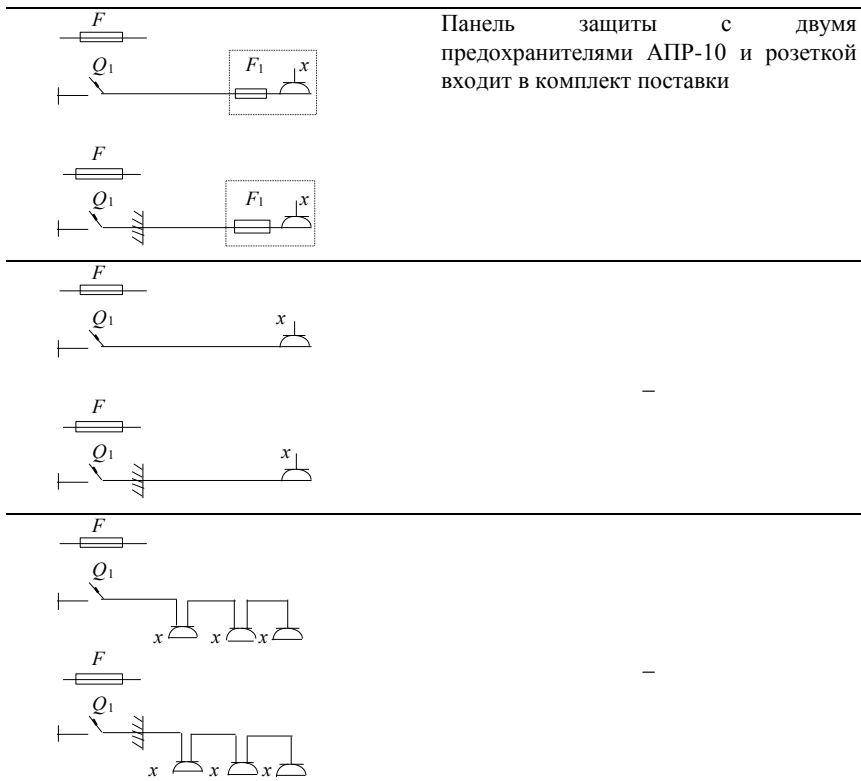 F
Панель защиты с двумя
предохранителями АПР-10 и розеткой
входит в комплект поставки
Q1 F1 x
F
Q1 F1 x
F
Q1 x
–
F
Q1 x
F
Q1
x x x
F
–
Q1
x x x